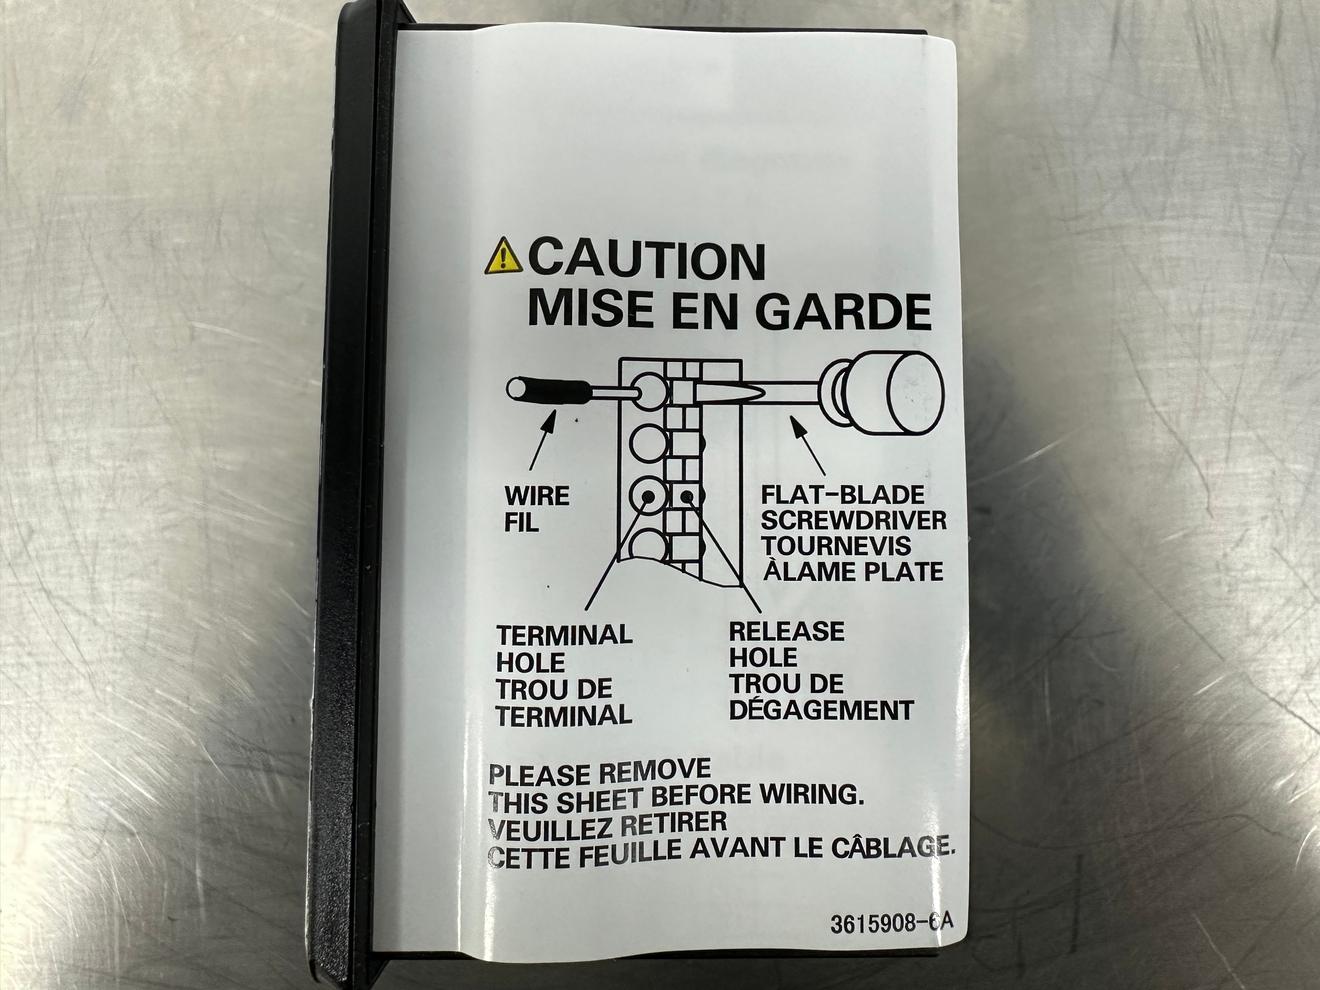 CAUTION
MISE EN GARDE
WIRE
FIL
FLAT-BLADE
SCREWDRIVER
TOURNEVIS
ÀLAME PLATE
TERMINAL
HOLE
TROU DE
TERMINAL
RELEASE
HOLE
TROU DE
DÉGAGEMENT
PLEASE REMOVE
THIS SHEET BEFORE WIRING.
VEUILLEZ RETIRER
CETTE FEUILLE AVANT LE CÂBLAGE.
3615908-6A